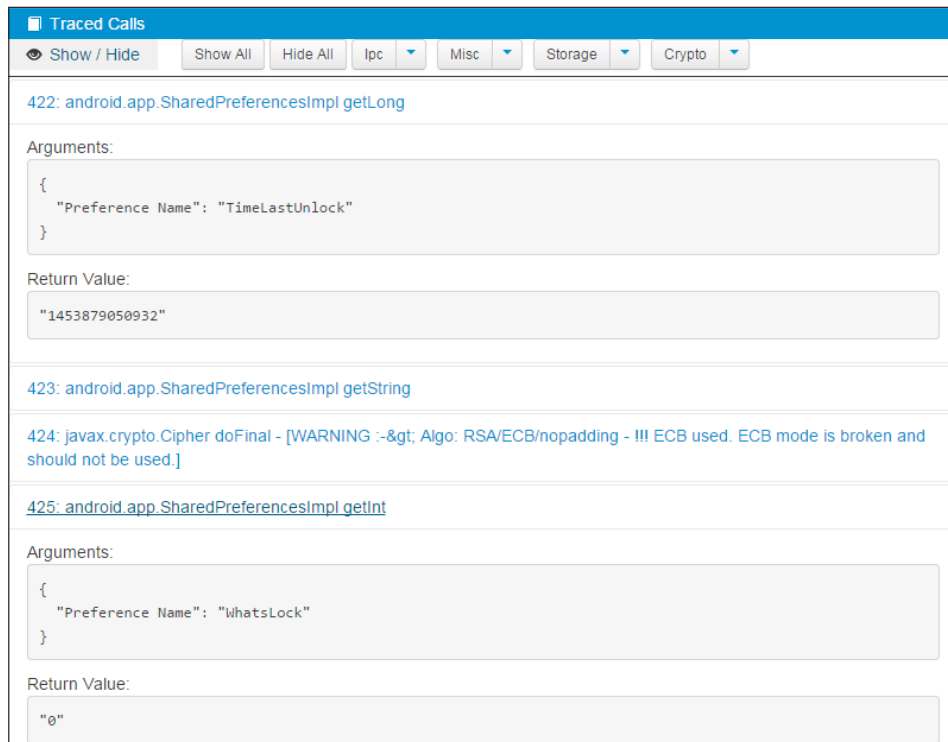 Traced Calls
Show / Hide Show All Hide All Ipc Misc Storage Crypto
422: android.app.SharedPreferencesImpl getLong
Arguments:
{
"Preference Name": "TimeLastUnlock"
}
Return Value:
"1453879050932"
423: android.app.SharedPreferencesImpl getString
424: javax.crypto.Cipher doFinal - [WARNING :-&gt; Algo: RSA/ECB/nopadding - !!! ECB used. ECB mode is broken and
should not be used.]
425: android.app.SharedPreferencesImpl getInt
Arguments:
{
"Preference Name": "WhatsLock"
}
Return Value:
"0"